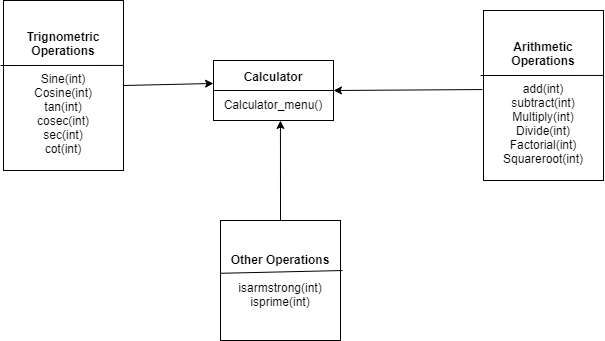 Trignometric
Operations
Sine(int)
Cosine(int)
tan(int)
cosec(int)
sec(int)
cot(int)
Calculator
Calculator_menu()
Arithmetic
Operations
add(int)
subtract(int)
Multiply(int)
Divide(int)
Factorial(int)
Squareroot(int)
Other Operations
isarmstrong(int)
isprime(int)